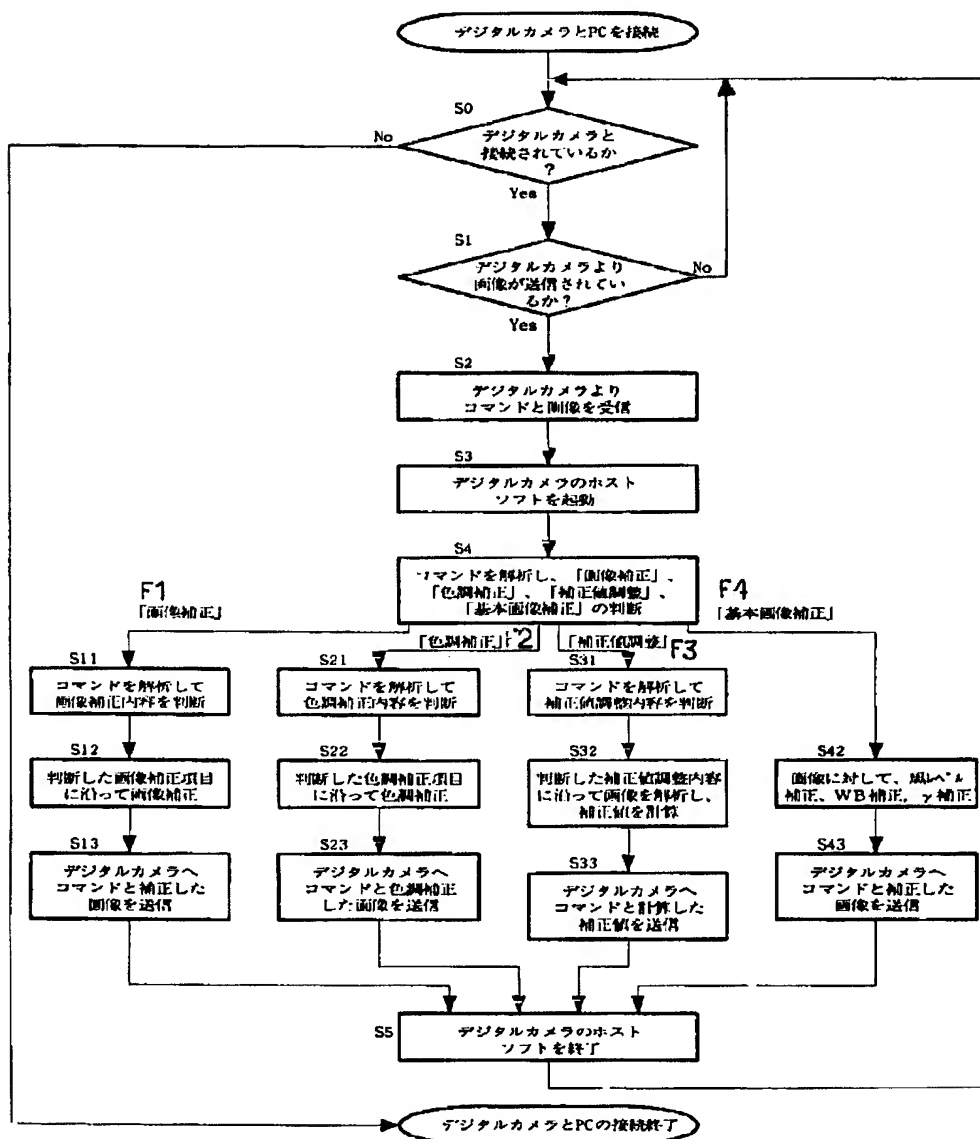 デジタルカメラとPCを接続
S0
No
デジタルカメラと
接続されているか
?
Yes
S1
デジタルカメラより
画像が送信されてい
るか?
No
Yes
S2
デジタルカメラより
コマンドと画像を受信
S3
デジタルカメラのホスト
ソフトを起動
S4
コマンドを解析し、「画像補正」、
「色調補正」、「補正値調整」、
「基本画像補正」の判断
F1
「画像補正」
「色調補正」F2
「補正値調整」F3
F4
「基本画像補正」
S11
コマンドを解析して
画像補正内容を判断
S21
コマンドを解析して
色調補正内容を判断
S31
コマンドを解析して
補正値調整内容を判断
S12
判断した画像補正項目
に沿って画像補正
S22
判断した色調補正項目
に沿って色調補正
S32
判断した補正値調整内容
に沿って画像を解析し、
補正値を計算
S42
画像に対して、黒レベル
補正、WB補正、γ補正
S13
デジタルカメラへ
コマンドと補正した
画像を送信
S23
デジタルカメラへ
コマンドと色調補正
した画像を送信
S33
デジタルカメラへ
コマンドと計算した
補正値を送信
S43
デジタルカメラへ
コマンドと補正した
画像を送信
S5
デジタルカメラのホスト
ソフトを終了
デジタルカメラとPCの接続終了